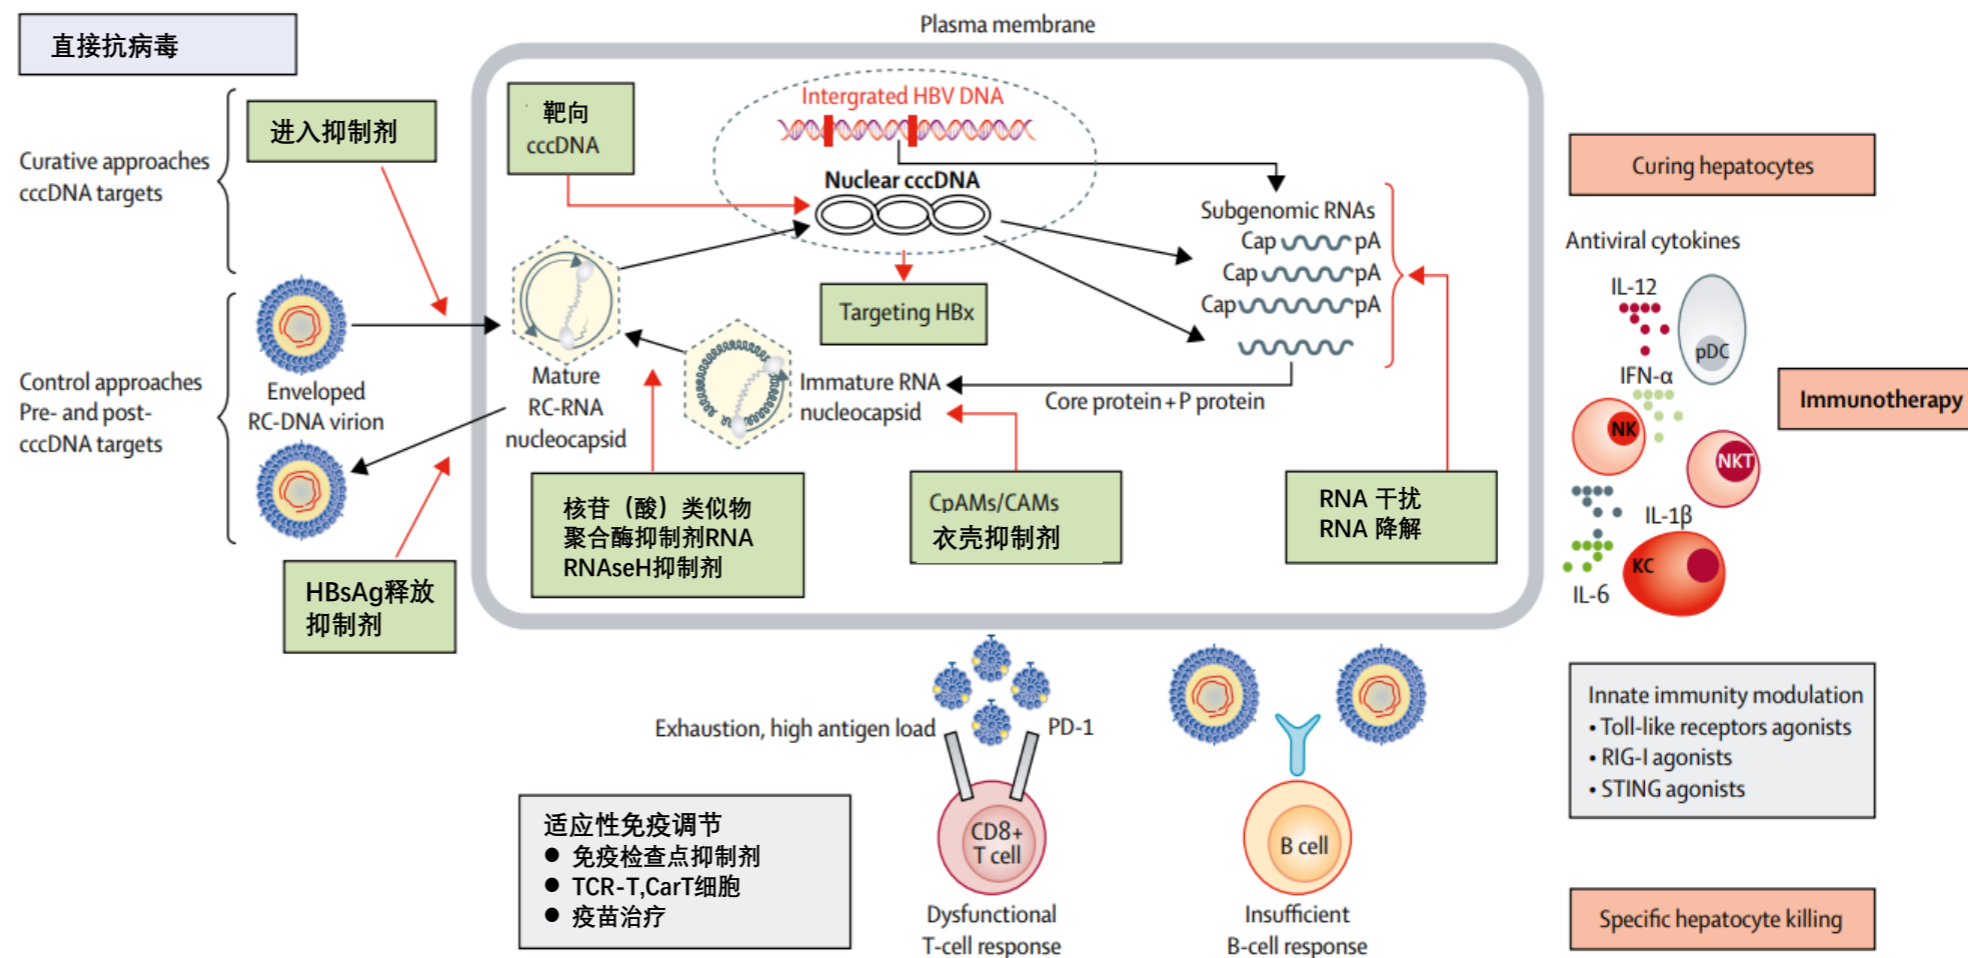 Plasma membrane
直接抗病毒
进入抑制剂
Curative approaches
cccDNA targets
靶向
cccDNA
Intergrated HBV DNA
Nuclear cccDNA
Subgenomic RNAs
Cap pA
Cap pA
Cap pA
Targeting HBx
Control approaches
Pre- and post-
cccDNA targets
Enveloped
RC-DNA virion
Mature
RC-RNA
nucleocapsid
Immature RNA
nucleocapsid
Core protein + P protein
HBsAg释放
抑制剂
核苷（酸）类似物
聚合酶抑制剂RNA
RNAseH抑制剂
CpAMs/CAMs
衣壳抑制剂
RNA 干扰
RNA 降解
Curing hepatocytes
Antiviral cytokines
IL-12
pDC
IFN-α
NK
NKT
IL-1β
KC
IL-6
Immunotherapy
Exhaustion, high antigen load
PD-1
CD8+
T cell
Dysfunctional
T-cell response
B cell
Insufficient
B-cell response
适应性免疫调节
● 免疫检查点抑制剂
● TCR-T,CarT细胞
● 疫苗治疗
Innate immunity modulation
• Toll-like receptors agonists
• RIG-I agonists
• STING agonists
Specific hepatocyte killing